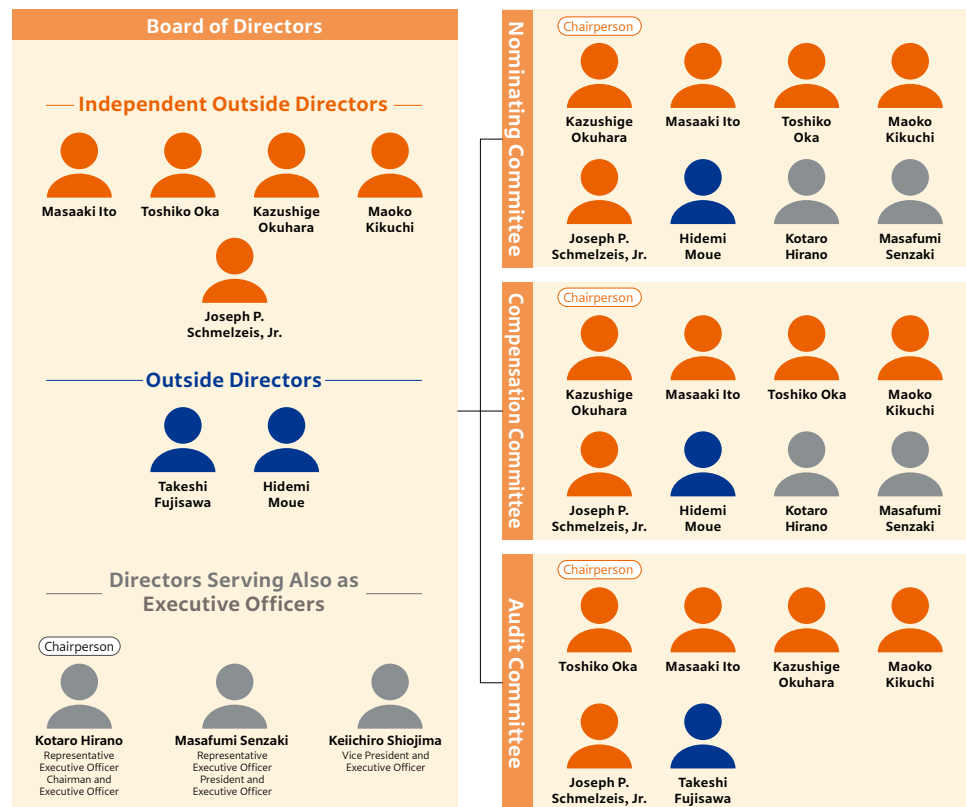 Board of Directors
Independent Outside Directors
Masaaki Ito
Toshiko Oka
Kazushige
Okuhara
Maoko
Kikuchi
Joseph P.
Schmelzeis, Jr.
Outside Directors
Takeshi
Fujisawa
Hidemi
Moue
Directors Serving Also as
Executive Officers
Chairperson
Kotaro Hirano
Representative
Executive Officer
Chairman and
Executive Officer
Masafumi Senzaki
Representative
Executive Officer
President and
Executive Officer
Keiichiro Shiojima
Vice President and
Executive Officer
Nominating Committee
Chairperson
Kazushige
Okuhara
Masaaki Ito
Toshiko
Oka
Maoko
Kikuchi
Joseph P.
Schmelzeis, Jr.
Hidemi
Moue
Kotaro
Hirano
Masafumi
Senzaki
Compensation Committee
Chairperson
Kazushige
Okuhara
Masaaki Ito
Toshiko Oka
Maoko
Kikuchi
Joseph P.
Schmelzeis, Jr.
Hidemi
Moue
Kotaro
Hirano
Masafumi
Senzaki
Audit Committee
Chairperson
Toshiko Oka
Masaaki Ito
Kazushige
Okuhara
Maoko
Kikuchi
Joseph P.
Schmelzeis, Jr.
Takeshi
Fujisawa